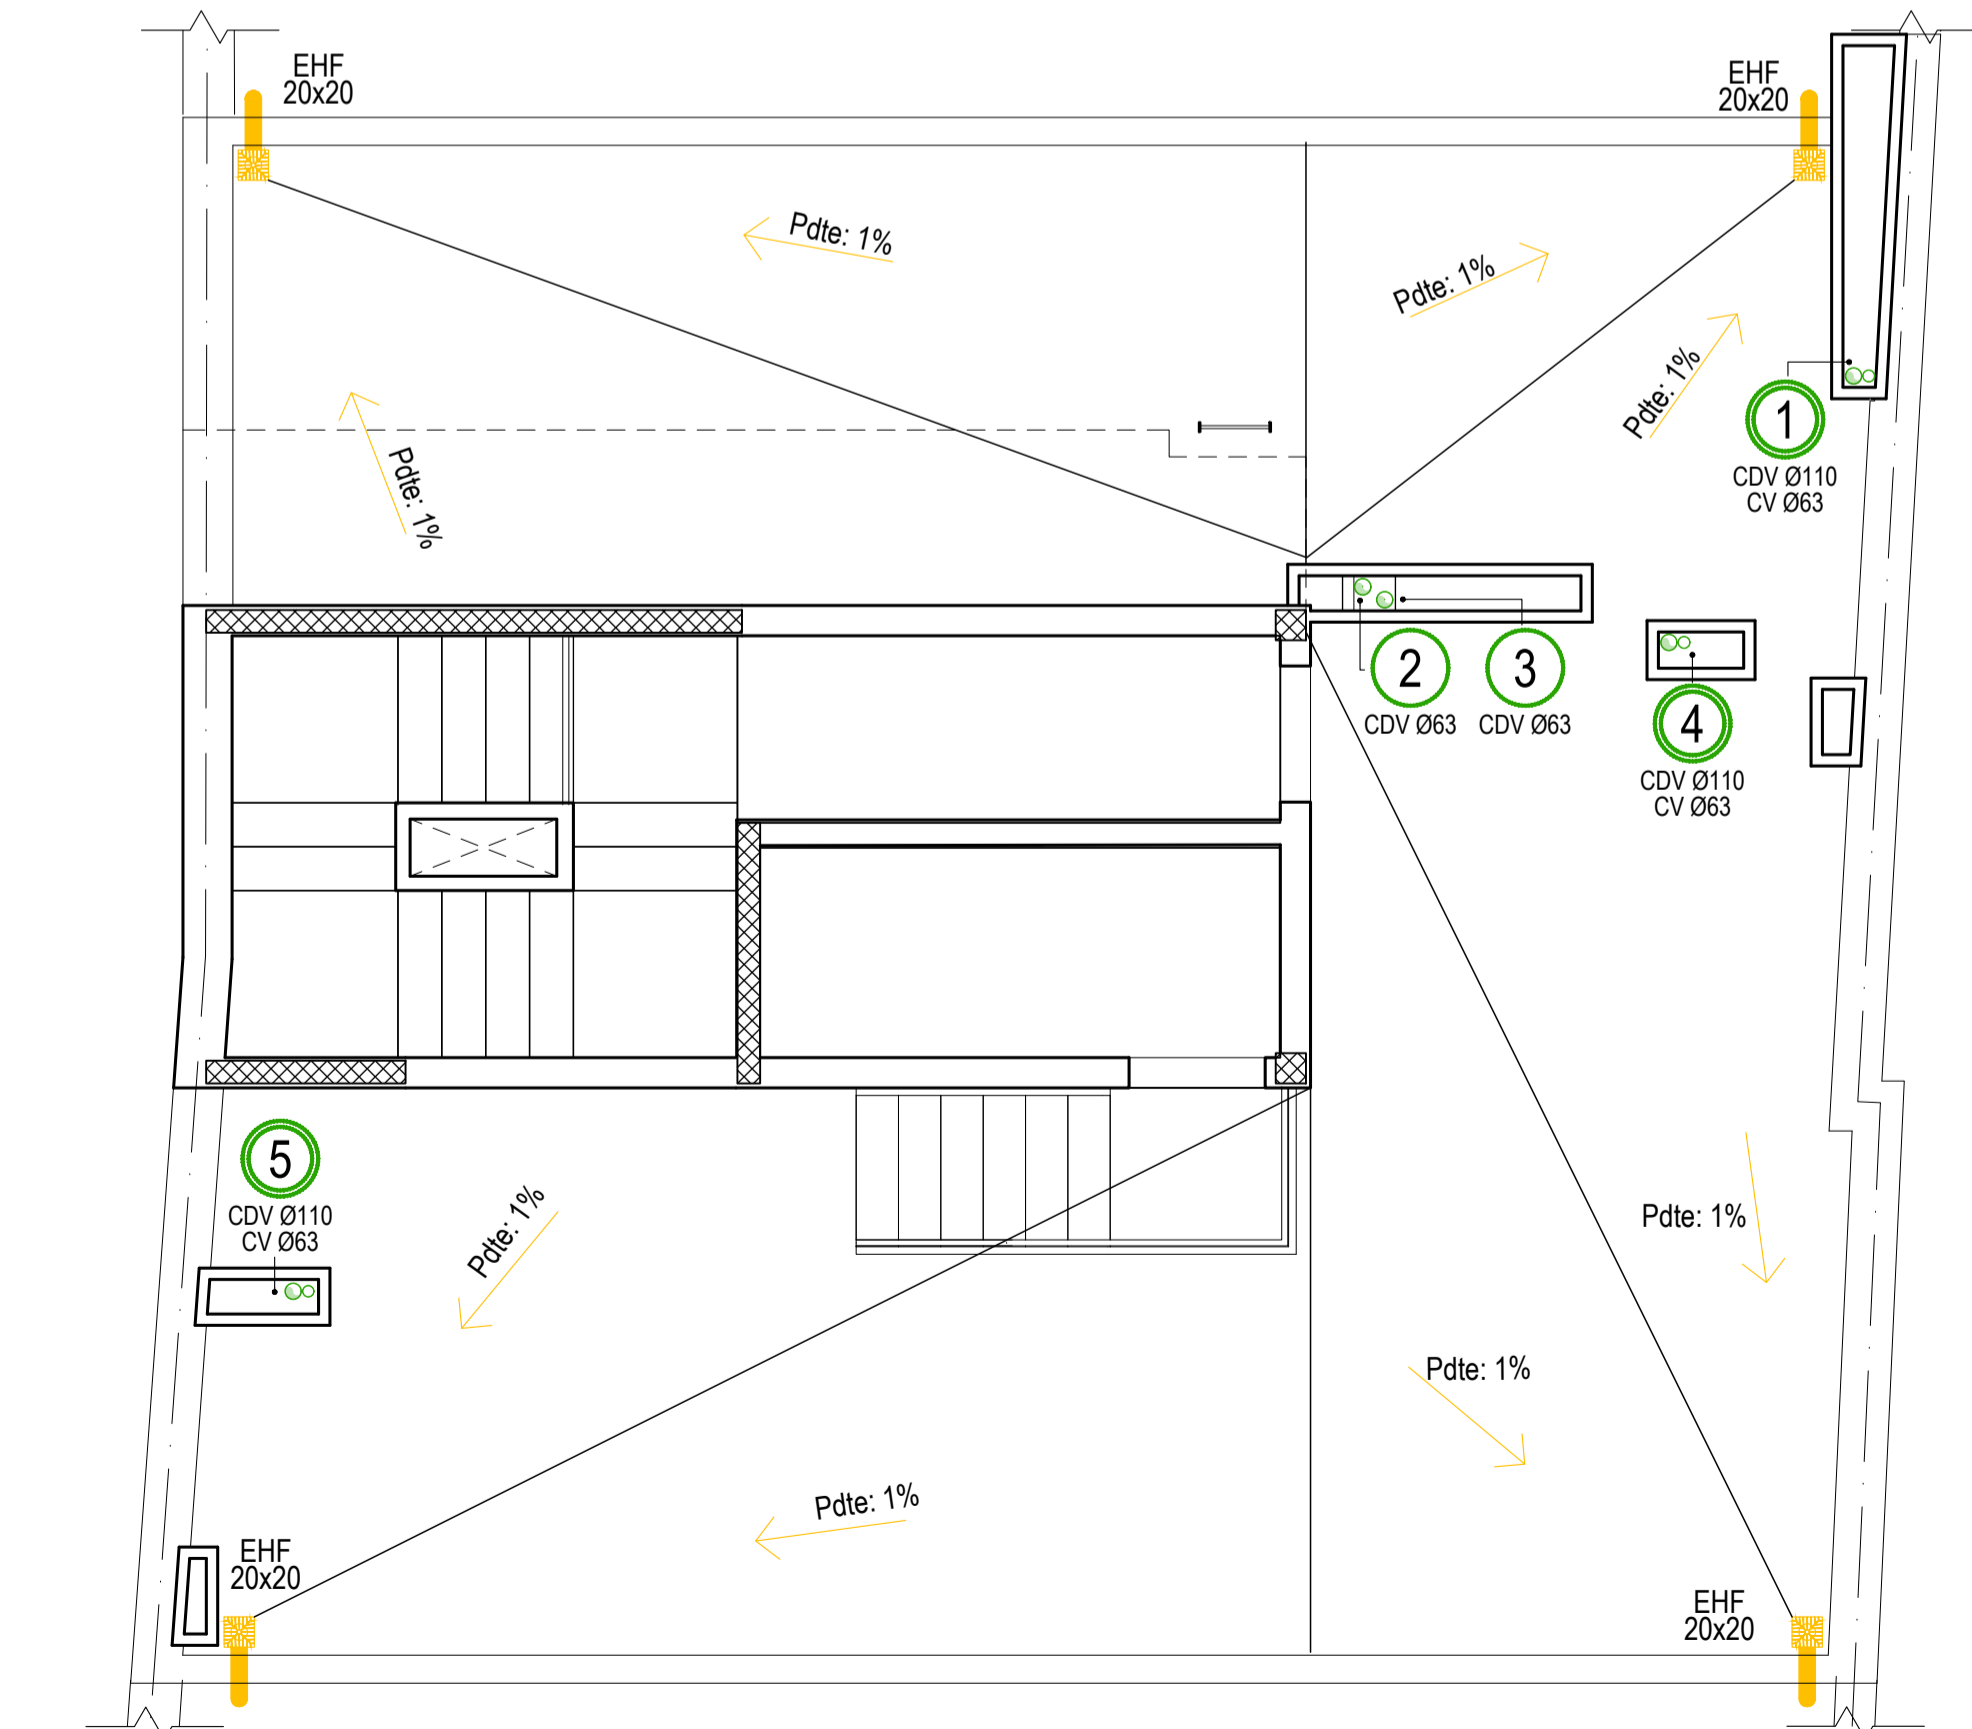 EHF
20x20
EHF
20x20
Pdte: 1%
Pdte: 1%
Pdte: 1%
Pdte: 1%
1
CDV Ø110
CV Ø63
2
CDV Ø63
3
CDV Ø63
4
CDV Ø110
CV Ø63
5
CDV Ø110
CV Ø63
Pdte: 1%
Pdte: 1%
Pdte: 1%
Pdte: 1%
EHF
20x20
EHF
20x20